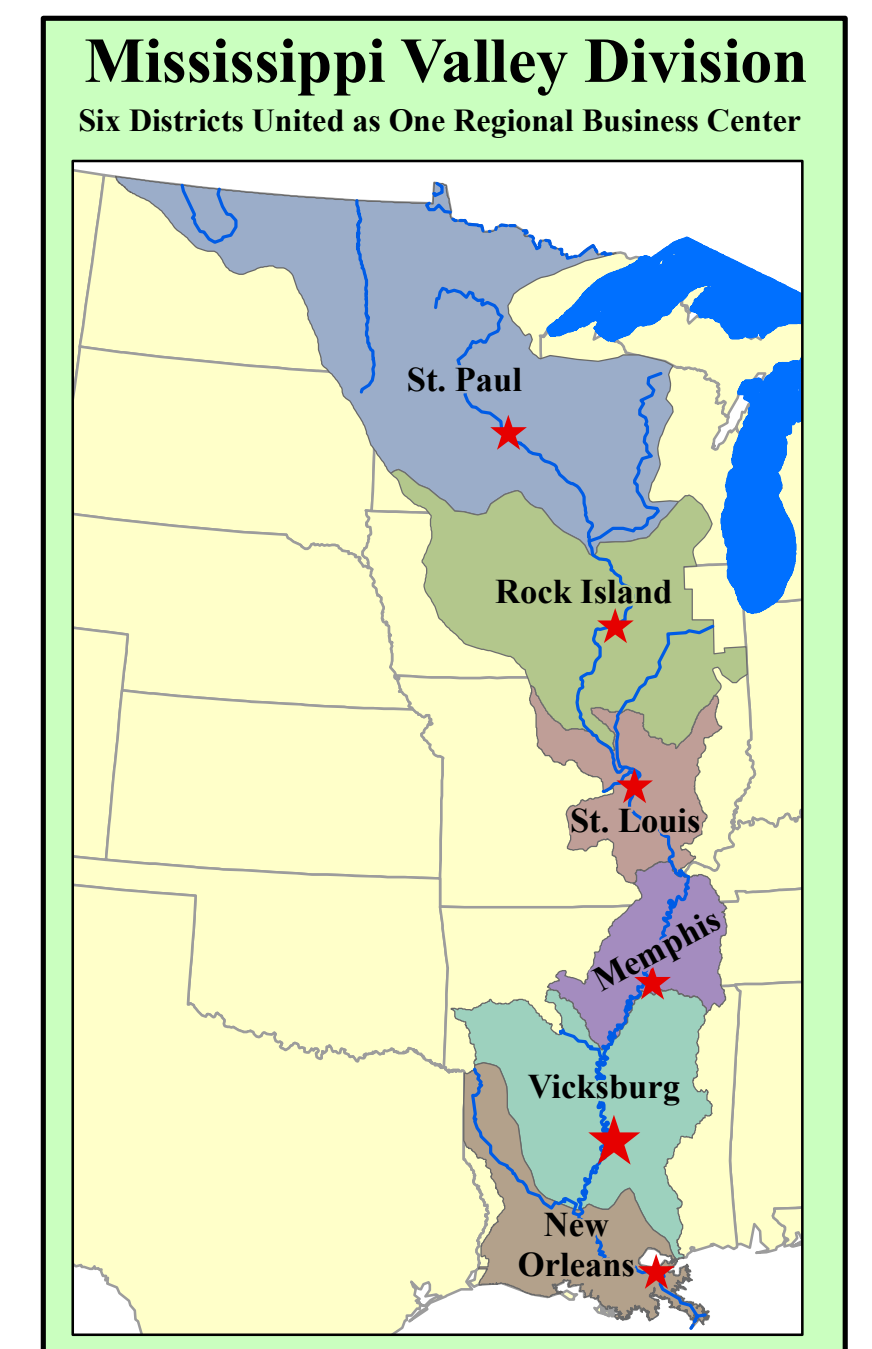 Mississippi Valley Division
Six Districts United as One Regional Business Center
St. Paul
Rock Island
St. Louis
Memphis
Vicksburg
New
Orleans